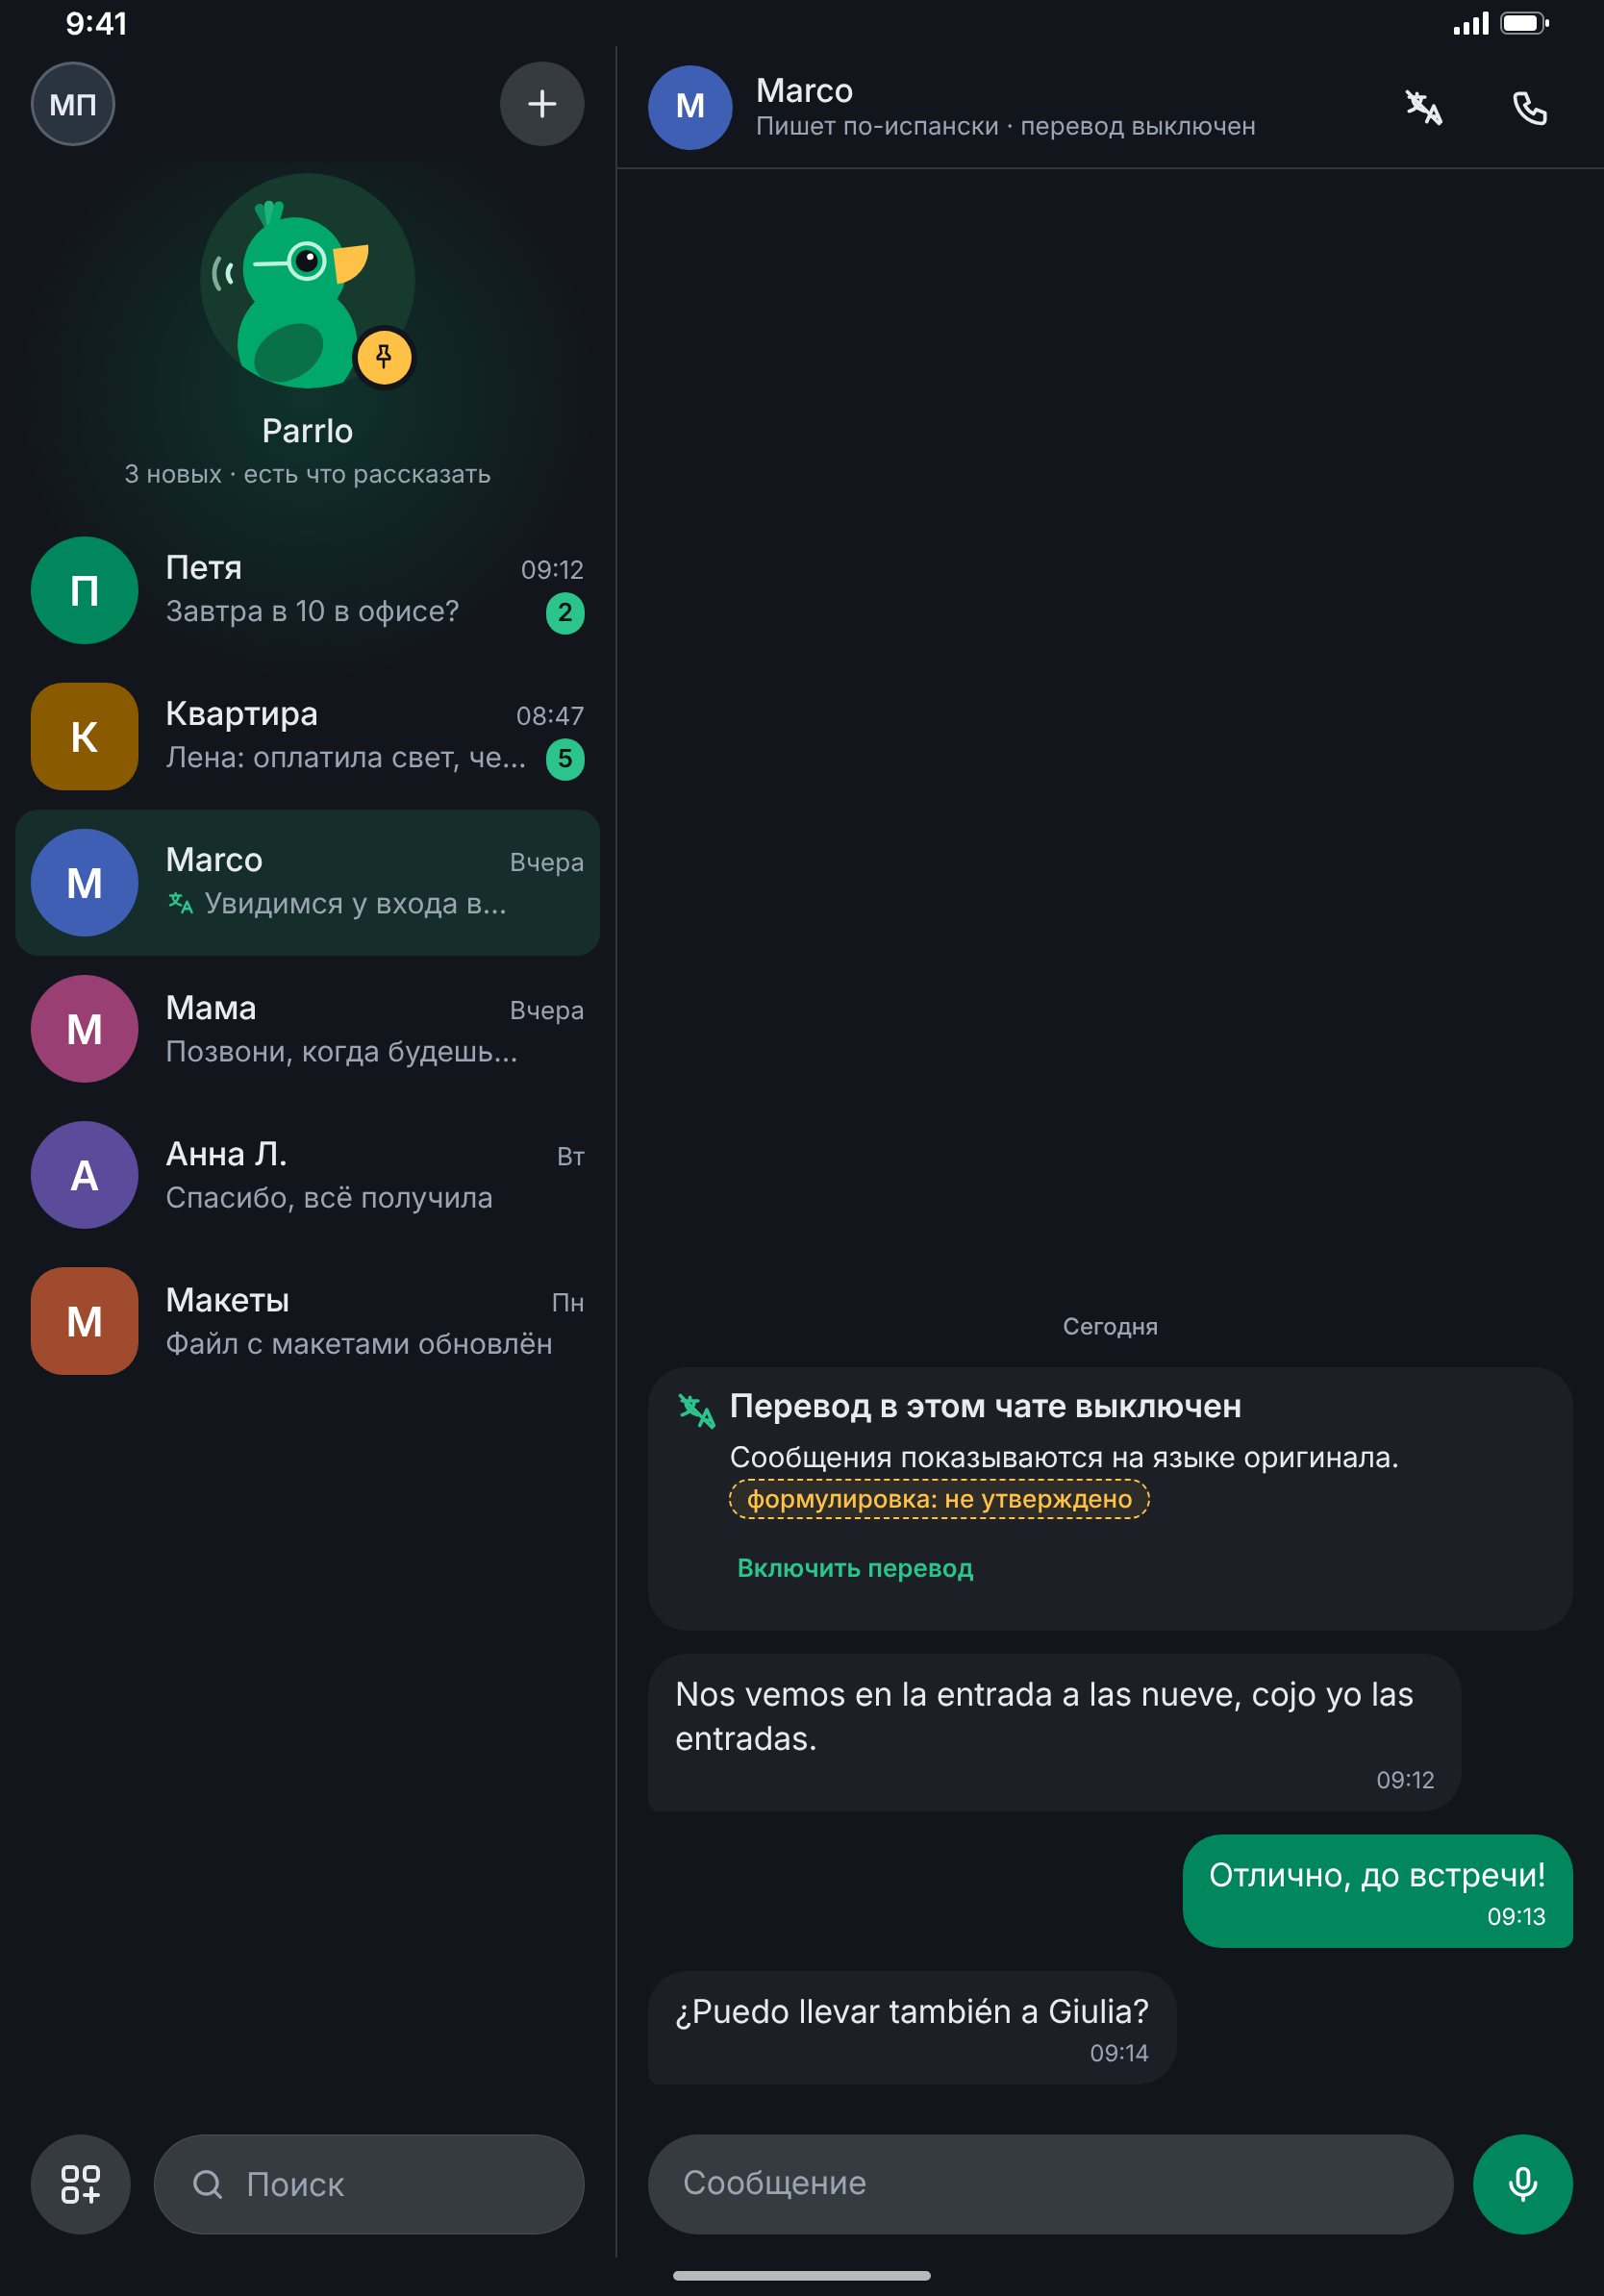 9:41
МП
Parrlo
3 новых · есть что рассказать
П
Петя
09:12
Завтра в 10 в офисе?
2
К
Квартира
08:47
Лена: оплатила свет, че...
5
M
Marco
Вчера
Увидимся у входа в...
М
Мама
Вчера
Позвони, когда будешь...
А
Анна Л.
Вт
Спасибо, всё получила
М
Макеты
Пн
Файл с макетами обновлён
Поиск
M
Marco
Пишет по-испански · перевод выключен
Сегодня
Перевод в этом чате выключен
Сообщения показываются на языке оригинала.
формулировка: не утверждено
Включить перевод
Nos vemos en la entrada a las nueve, cojo yo las
entradas.
09:12
Отлично, до встречи!
09:13
¿Puedo llevar también a Giulia?
09:14
Сообщение